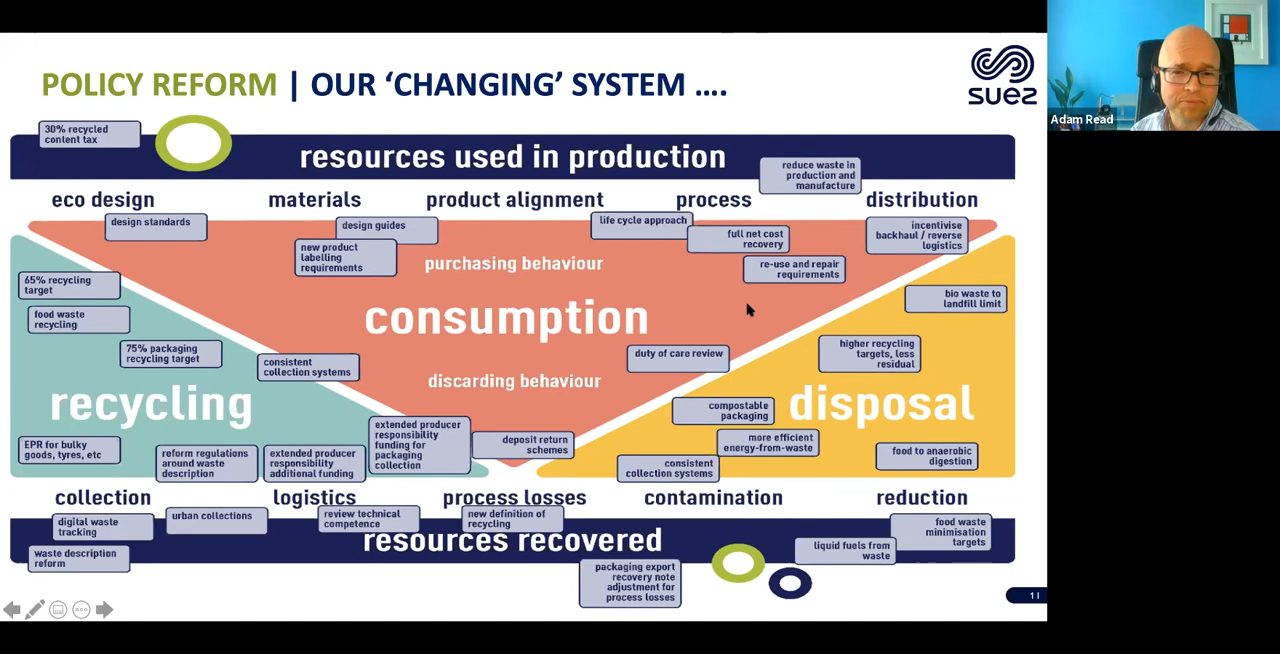 POLICY REFORM | OUR ‘CHANGING’ SYSTEM ....
suez
Adam Read
30% recycled
content tax
resources used in production
reduce waste in
production and
manufacture
eco design
materials
product alignment
process
distribution
design standards
design guides
life cycle approach
incentivise
backhaul / reverse
logistics
new product
labelling
requirements
full net cost
recovery
purchasing behaviour
re-use and repair
requirements
65% recycling
target
bio waste to
landfill limit
food waste
recycling
consumption
75% packaging
recycling target
consistent
collection systems
duty of care review
higher recycling
targets, less
residual
discarding behaviour
recycling
disposal
compostable
packaging
EPR for bulky
goods, tyres, etc
reform regulations
around waste
description
extended producer
responsibility
additional funding
extended producer
responsibility
funding for
packaging
collection
deposit return
schemes
more efficient
energy-from-waste
consistent
collection systems
food to anaerobic
digestion
collection
logistics
process losses
contamination
reduction
digital waste
tracking
urban collections
review technical
competence
new definition of
recycling
food waste
minimisation
targets
resources recovered
liquid fuels from
waste
waste description
reform
packaging export
recovery note
adjustment for
process losses
11